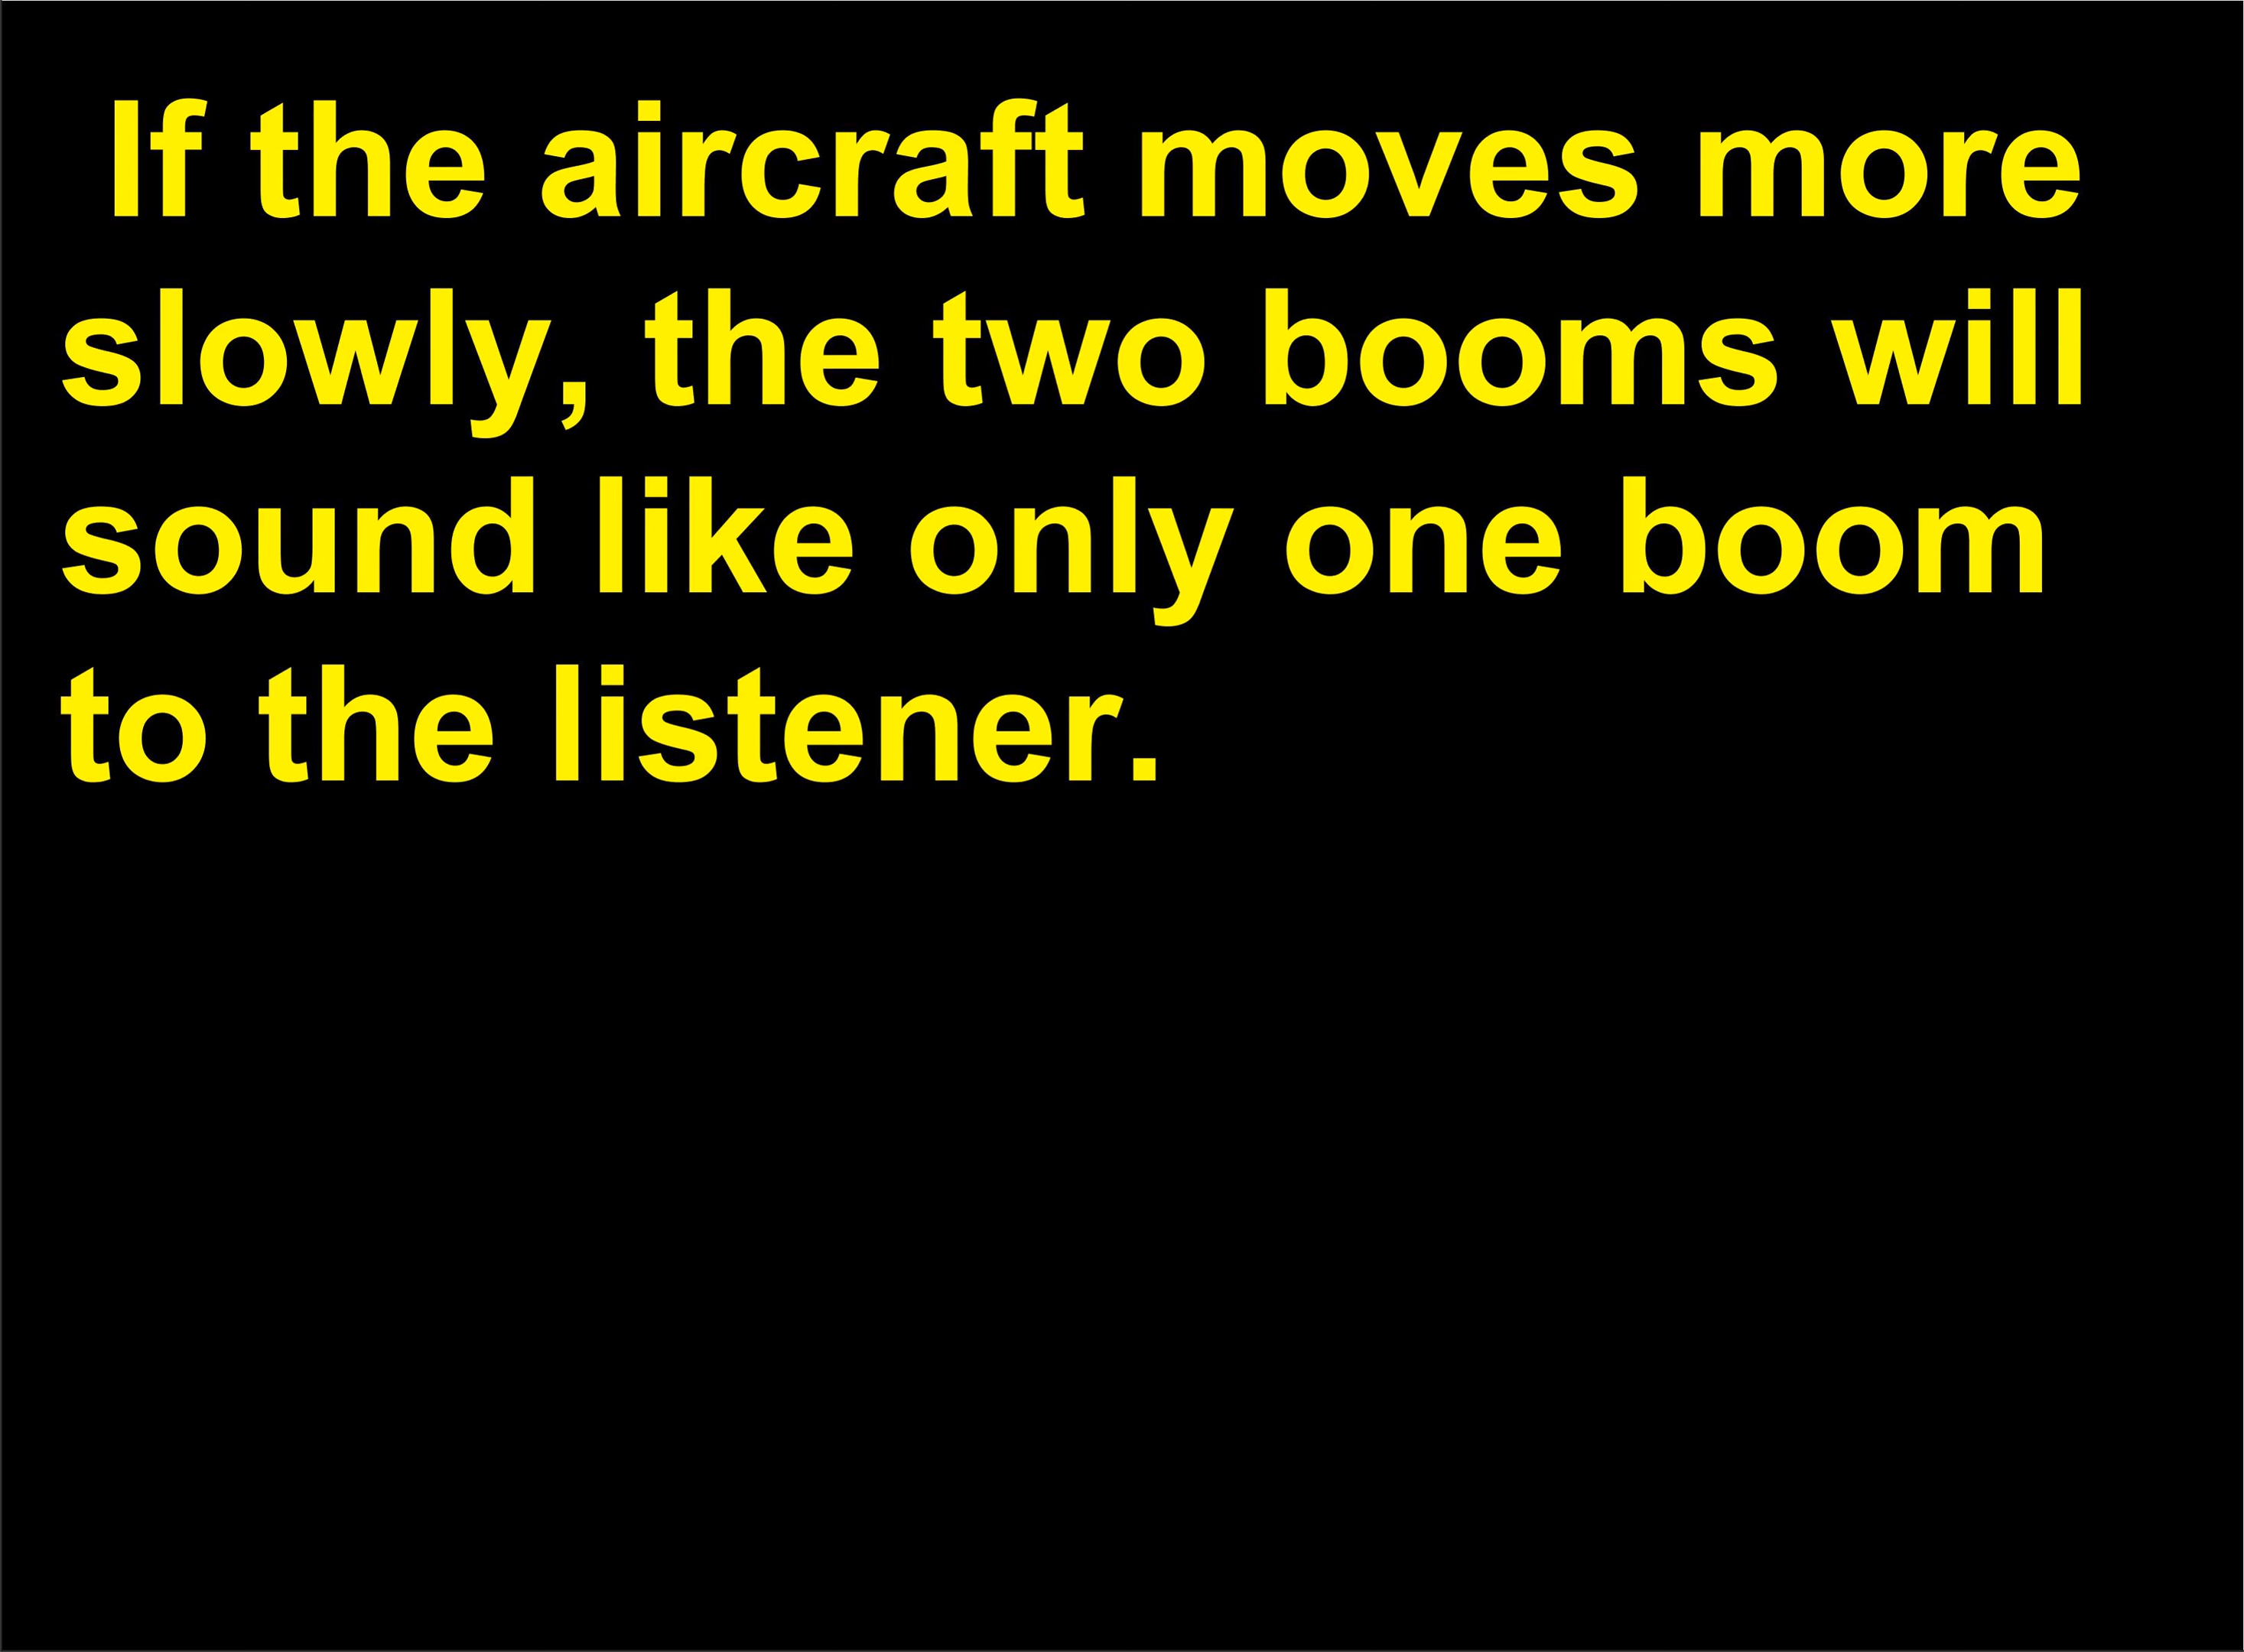 If the aircraft moves more
slowly, the two booms will
sound like only one boom
to the listener.